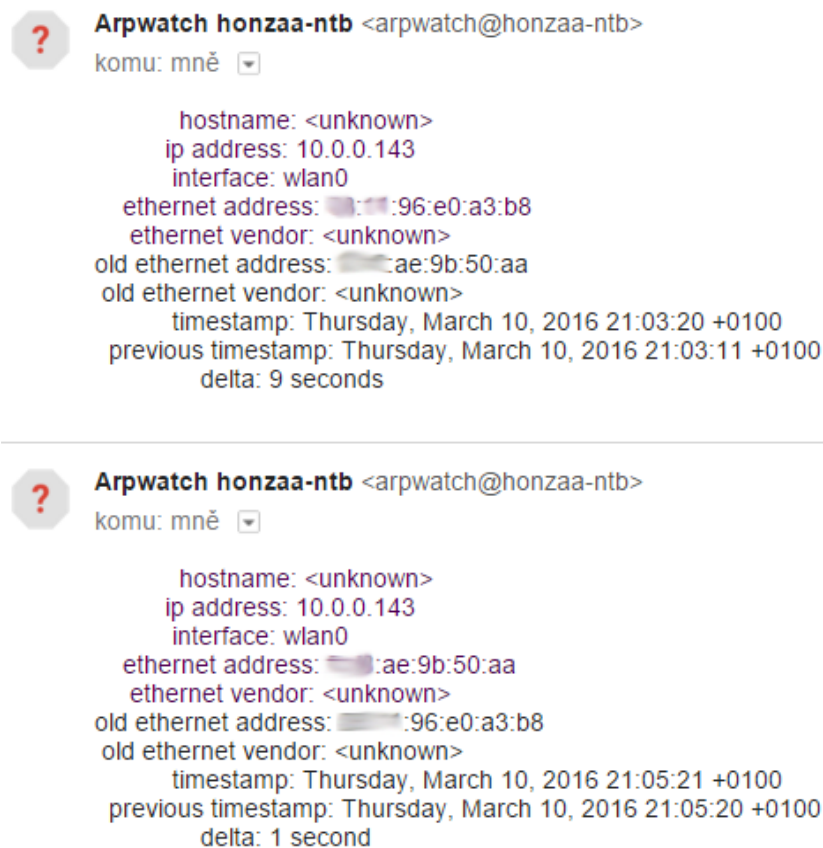 Arpwatch honzaa-ntb <arpwatch@honzaa-ntb>
komu: mně
hostname: <unknown>
ip address: 10.0.0.143
interface: wlan0
ethernet address: :96:e0:a3:b8
ethernet vendor: <unknown>
old ethernet address: :ae:9b:50:aa
old ethernet vendor: <unknown>
timestamp: Thursday, March 10, 2016 21:03:20 +0100
previous timestamp: Thursday, March 10, 2016 21:03:11 +0100
delta: 9 seconds
Arpwatch honzaa-ntb <arpwatch@honzaa-ntb>
komu: mně
hostname: <unknown>
ip address: 10.0.0.143
interface: wlan0
ethernet address: :ae:9b:50:aa
ethernet vendor: <unknown>
old ethernet address: :96:e0:a3:b8
old ethernet vendor: <unknown>
timestamp: Thursday, March 10, 2016 21:05:21 +0100
previous timestamp: Thursday, March 10, 2016 21:05:20 +0100
delta: 1 second